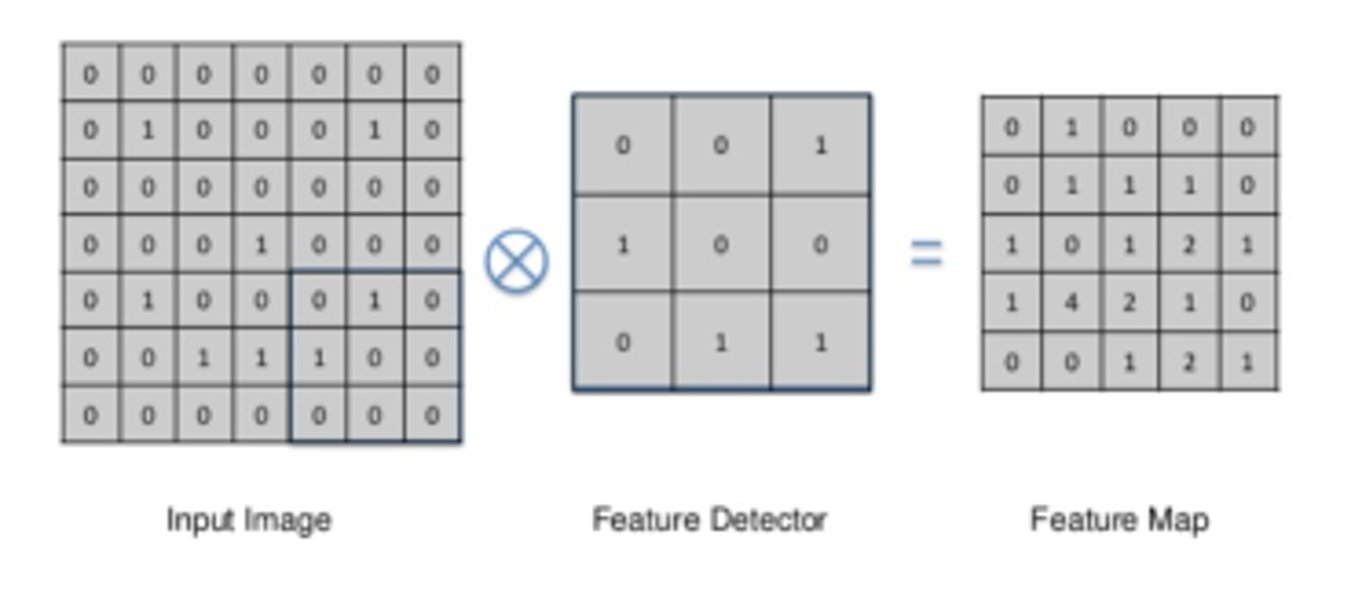 0 0 0 0 0 0 0
0 1 0 0 0 1 0
0 0 0 0 0 0 0
0 0 0 1 0 0 0
0 1 0 0 0 1 0
0 0 1 1 1 0 0
0 0 0 0 0 0 0
Input Image
0 0 1
1 0 0
0 1 1
Feature Detector
=
0 1 0 0 0
0 1 1 1 0
1 0 1 2 1
1 4 2 1 0
0 0 1 2 1
Feature Map